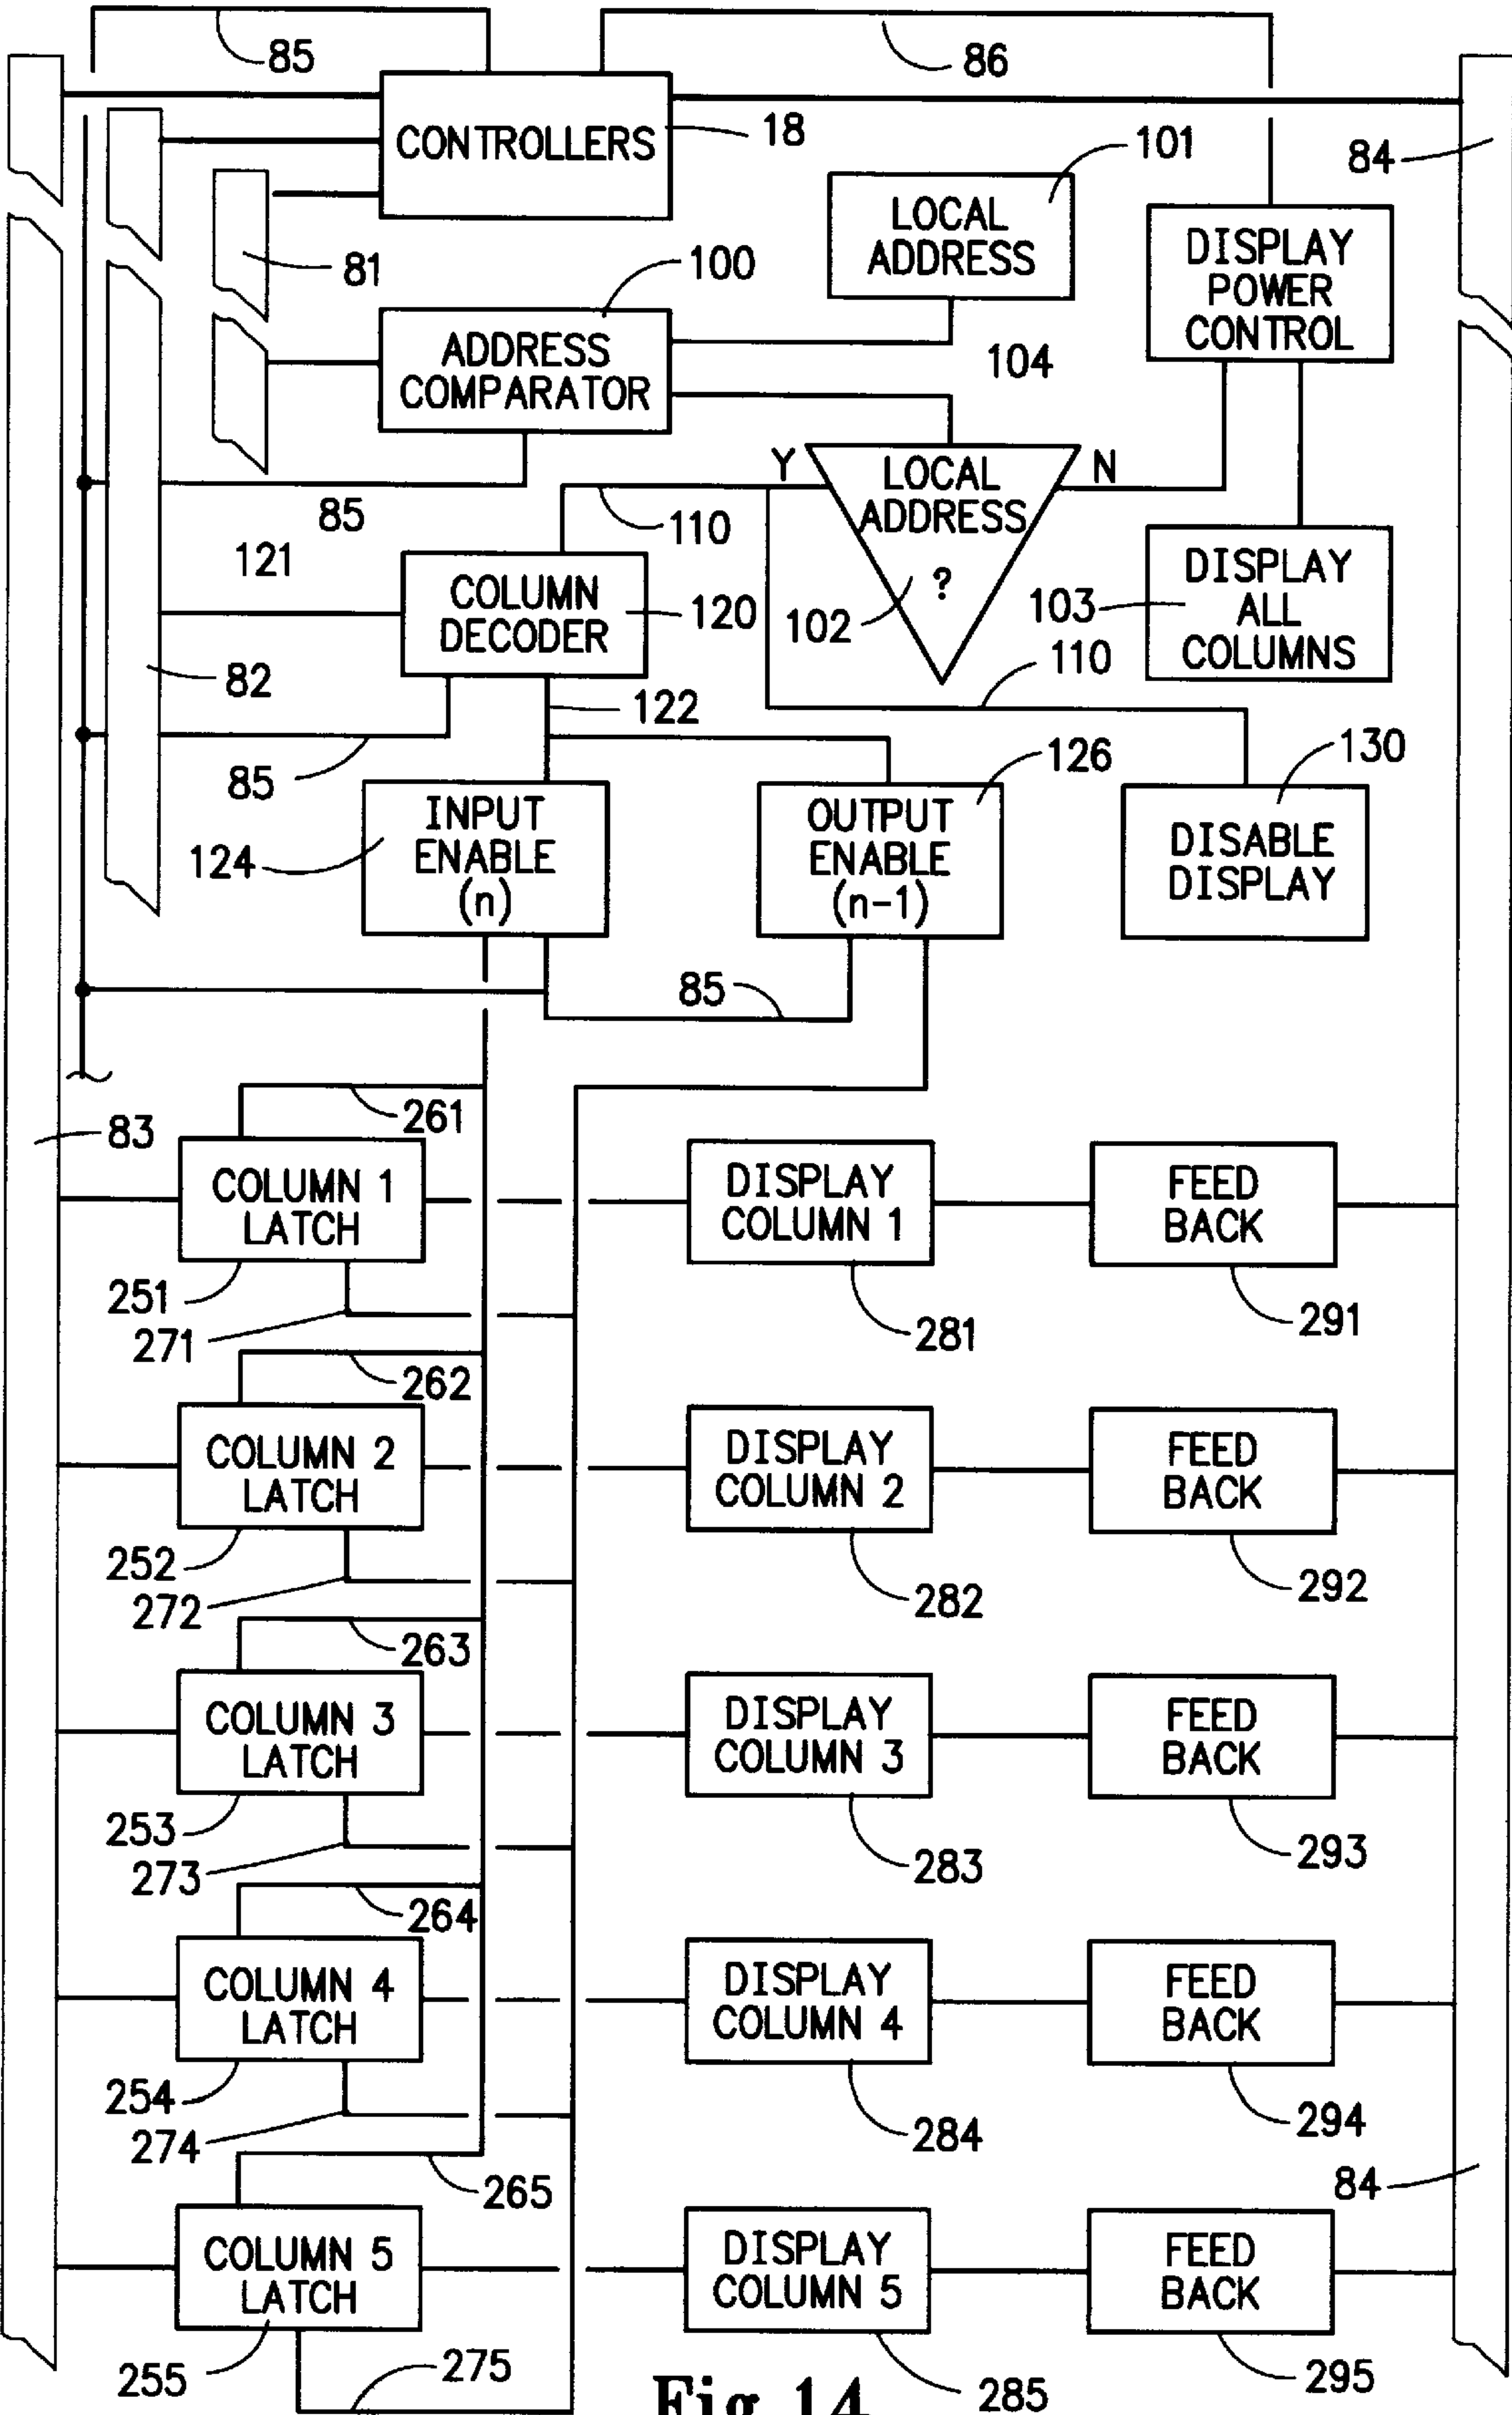 85
86
CONTROLLERS
18
101
84
LOCAL
ADDRESS
DISPLAY
POWER
CONTROL
81
100
ADDRESS
COMPARATOR
104
Y
LOCAL
ADDRESS
?
N
85
110
121
COLUMN
DECODER
120
102
DISPLAY
ALL
COLUMNS
103
82
110
122
85
126
130
INPUT
ENABLE
(n)
124
OUTPUT
ENABLE
(n-1)
DISABLE
DISPLAY
85
261
83
COLUMN 1
LATCH
DISPLAY
COLUMN 1
FEED
BACK
251
271
281
291
262
COLUMN 2
LATCH
DISPLAY
COLUMN 2
FEED
BACK
252
272
282
292
263
COLUMN 3
LATCH
DISPLAY
COLUMN 3
FEED
BACK
253
273
283
293
264
COLUMN 4
LATCH
DISPLAY
COLUMN 4
FEED
BACK
254
274
284
294
265
84
COLUMN 5
LATCH
DISPLAY
COLUMN 5
FEED
BACK
255
275
285
295
Fig. 14